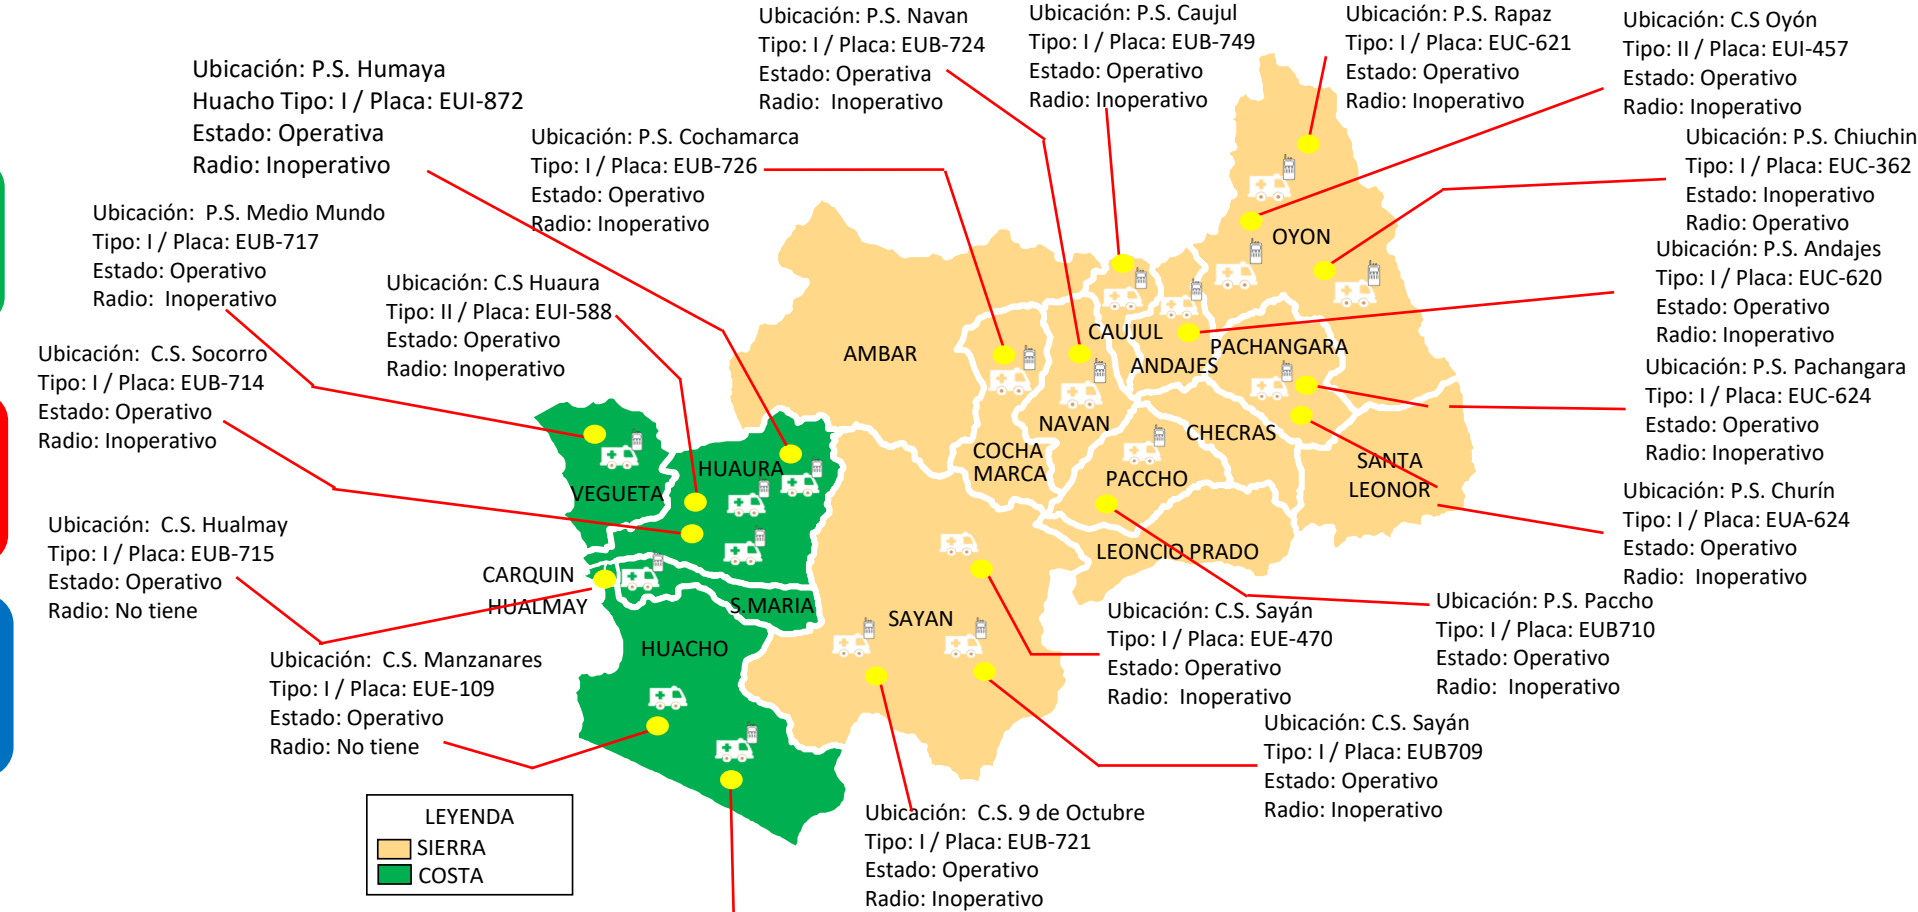 Ubicación: P.S. Navan
Tipo: I / Placa: EUB-724
Estado: Operativa
Radio: Inoperativo
Ubicación: P.S. Caujul
Tipo: I / Placa: EUB-749
Estado: Operativo
Radio: Inoperativo
Ubicación: P.S. Rapaz
Tipo: I / Placa: EUC-621
Estado: Operativo
Radio: Inoperativo
Ubicación: C.S Oyón
Tipo: II / Placa: EUI-457
Estado: Operativo
Radio: Inoperativo
Ubicación: P.S. Humaya
Huacho Tipo: I / Placa: EUI-872
Estado: Operativa
Radio: Inoperativo
Ubicación: P.S. Cochamarca
Tipo: I / Placa: EUB-726
Estado: Operativo
Radio: Inoperativo
Ubicación: P.S. Chiuchin
Tipo: I / Placa: EUC-362
Estado: Inoperativo
Radio: Operativo
Ubicación: P.S. Medio Mundo
Tipo: I / Placa: EUB-717
Estado: Operativo
Radio: Inoperativo
Ubicación: P.S. Andajes
Tipo: I / Placa: EUC-620
Estado: Operativo
Radio: Inoperativo
Ubicación: C.S Huaura
Tipo: II / Placa: EUI-588
Estado: Operativo
Radio: Inoperativo
Ubicación: C.S. Socorro
Tipo: I / Placa: EUB-714
Estado: Operativo
Radio: Inoperativo
Ubicación: P.S. Pachangara
Tipo: I / Placa: EUC-624
Estado: Operativo
Radio: Inoperativo
OYON
CAUJUL
PACHANGARA
AMBAR
ANDAJES
NAVAN
CHECRAS
COCHA
MARCA
SANTA
LEONOR
HUAURA
PACCHO
VEGUETA
Ubicación: P.S. Churín
Tipo: I / Placa: EUA-624
Estado: Operativo
Radio: Inoperativo
Ubicación: C.S. Hualmay
Tipo: I / Placa: EUB-715
Estado: Operativo
Radio: No tiene
LEONCIO PRADO
CARQUIN
HUALMAY
S.MARIA
SAYAN
HUACHO
Ubicación: C.S. Sayán
Tipo: I / Placa: EUE-470
Estado: Operativo
Radio: Inoperativo
Ubicación: P.S. Paccho
Tipo: I / Placa: EUB710
Estado: Operativo
Radio: Inoperativo
Ubicación: C.S. Manzanares
Tipo: I / Placa: EUE-109
Estado: Operativo
Radio: No tiene
Ubicación: C.S. Sayán
Tipo: I / Placa: EUB709
Estado: Operativo
Radio: Inoperativo
Ubicación: C.S. 9 de Octubre
Tipo: I / Placa: EUB-721
Estado: Operativo
Radio: Inoperativo
LEYENDA
SIERRA
COSTA